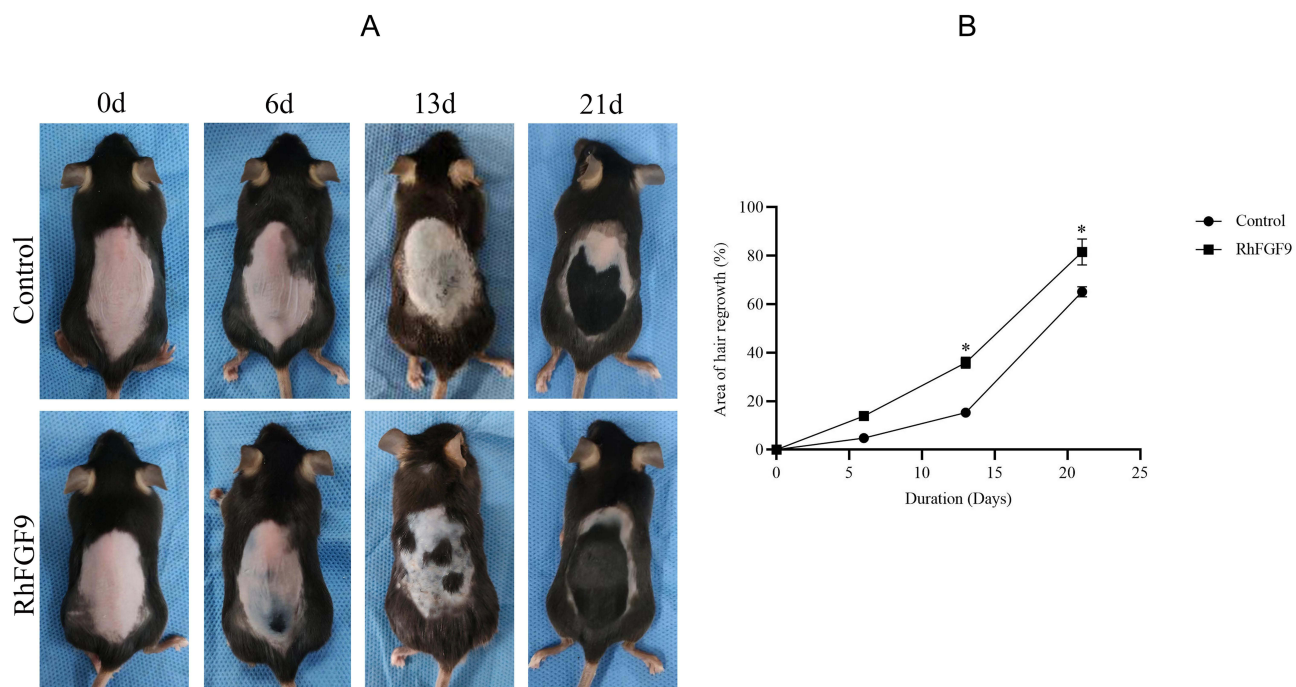 A
B
0d
6d
13d
21d
Control
RhFGF9
100
80
60
40
20
0
0
5
10
15
20
25
Area of hair regrowth (%)
Duration (Days)
*
*
Control
RhFGF9